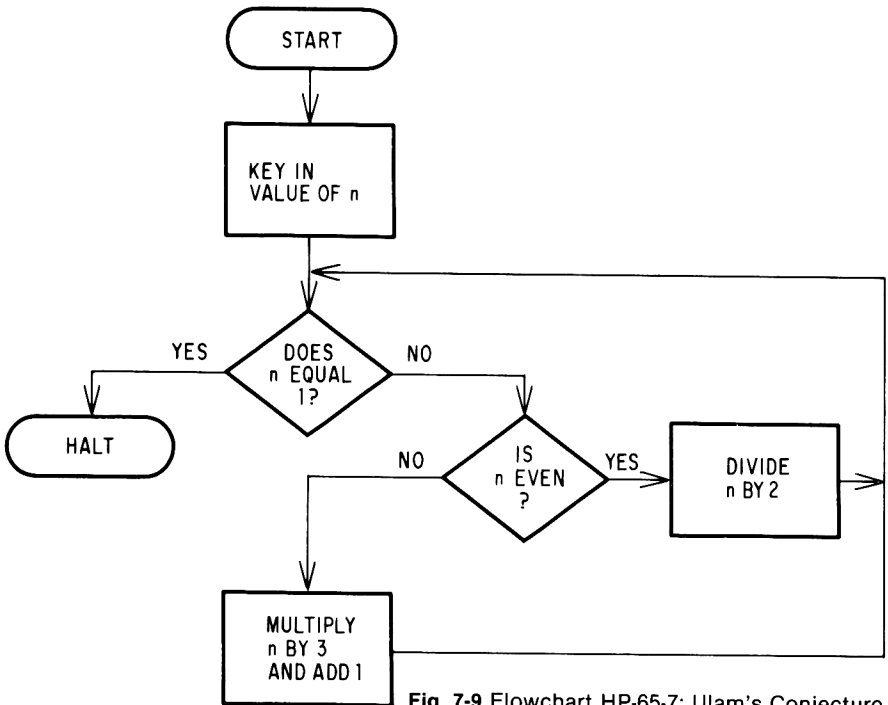 START
KEY IN
VALUE OF n
YES
DOES
n EQUAL
1?
NO
HALT
NO
IS
n EVEN
?
YES
DIVIDE
n BY 2
MULTIPLY
n BY 3
AND ADD 1
Fig. 7-9 Flowchart HP-65-7: Ulam's Conjecture